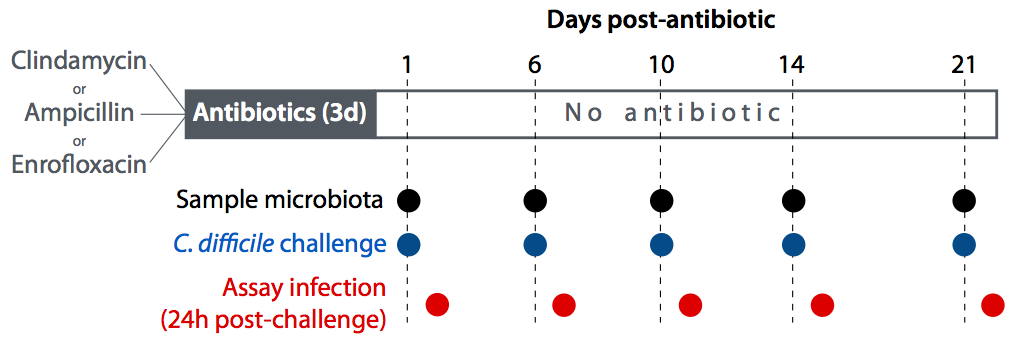 Days post-antibiotic
1 6 10 14 21
Clindamycin
or
Ampicillin
or
Enrofloxacin
Antibiotics (3d)
No antibiotic
Sample microbiota
C. difficile challenge
Assay infection
(24h post-challenge)